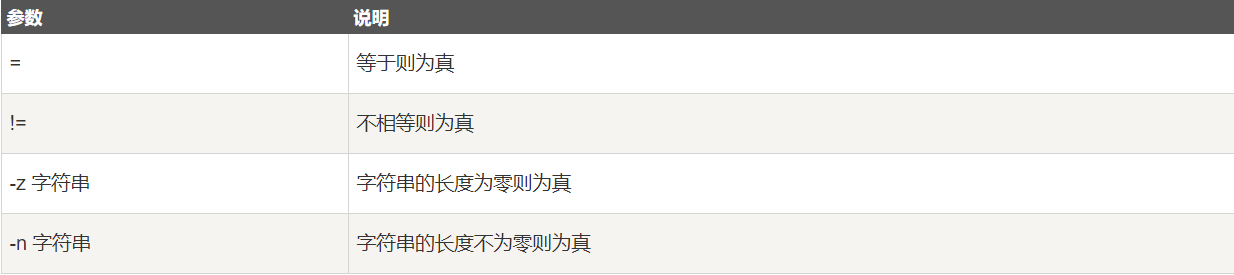 参数 说明
= 等于则为真
!= 不相等则为真
-z 字符串 字符串的长度为零则为真
-n 字符串 字符串的长度不为零则为真